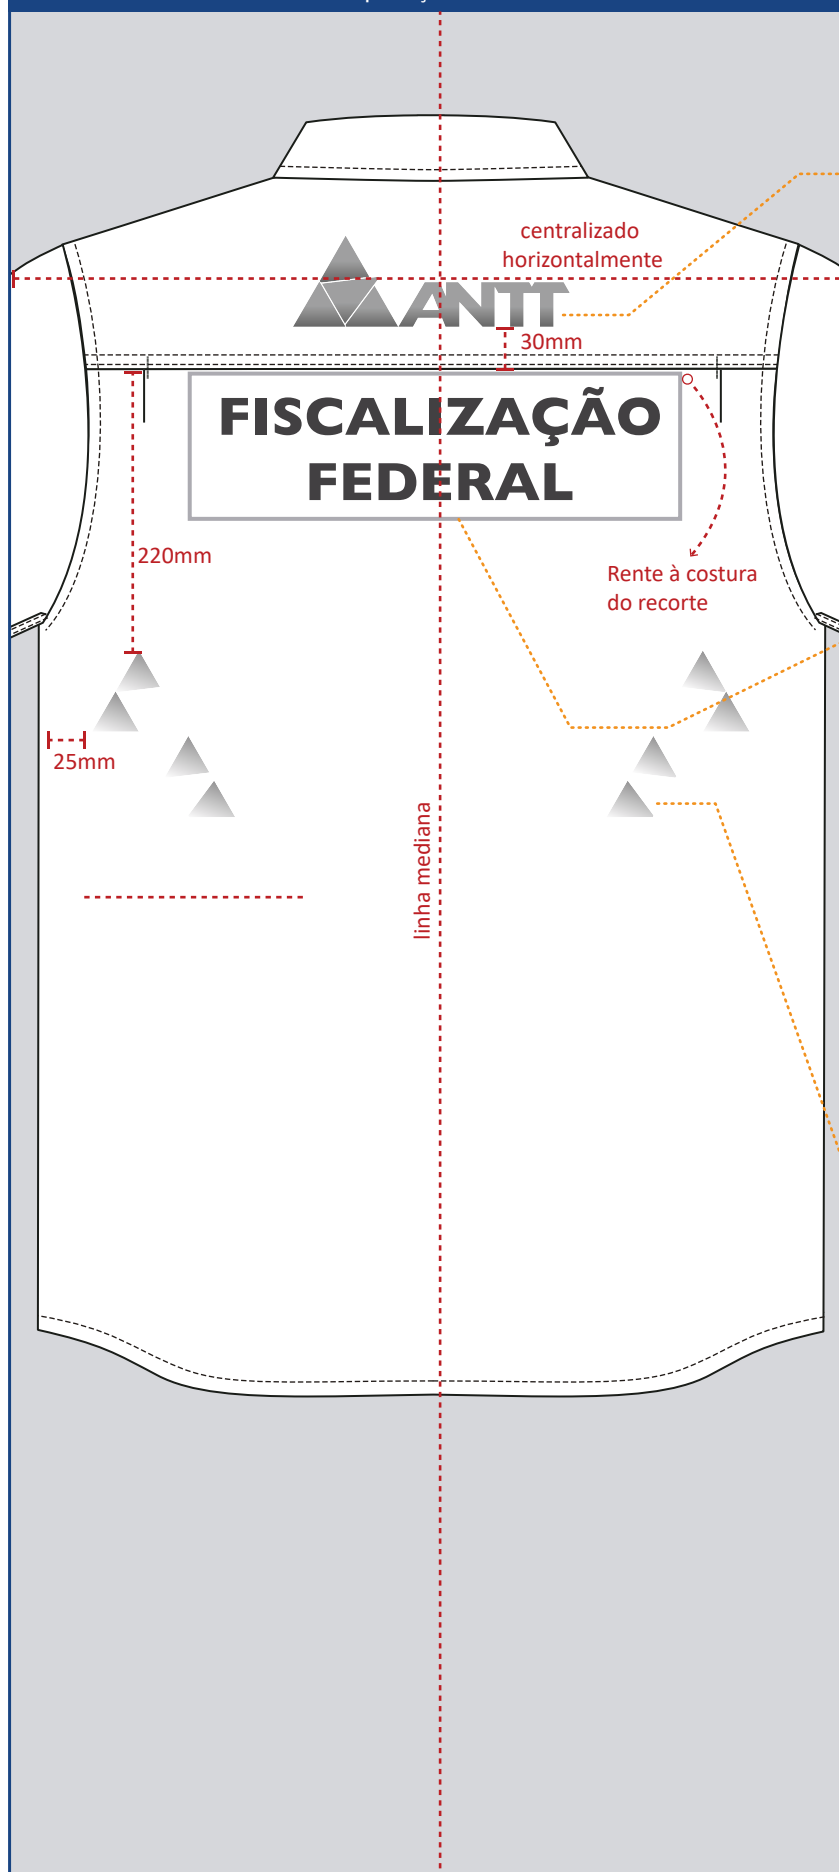 centralizado
horizontalmente
ANTT
30mm
FISCALIZAÇÃO
FEDERAL
220mm
Rente à costura
do recorte
25mm
linha mediana